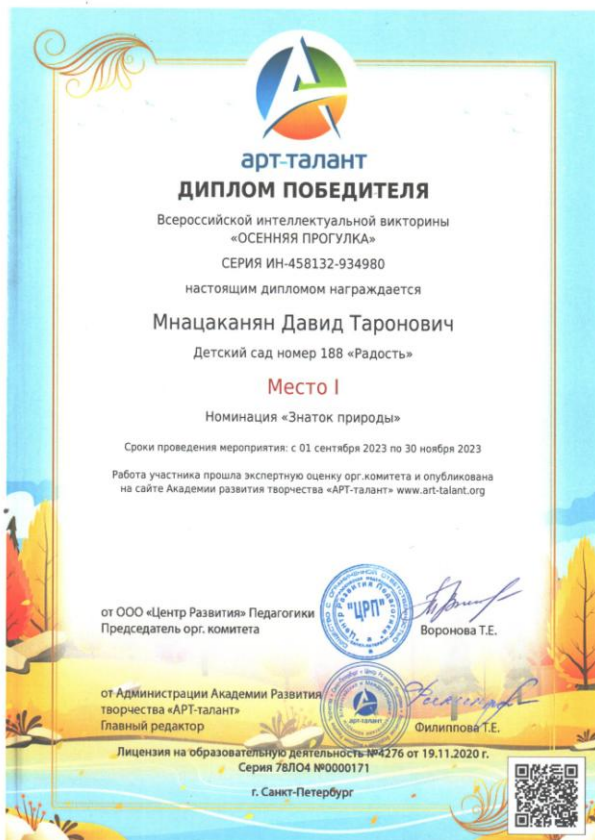 арт-талант
ДИПЛОМ ПОБЕДИТЕЛЯ
Всероссийской интеллектуальной викторины
«ОСЕННЯЯ ПРОГУЛКА»
СЕРИЯ ИН-458132-934980
настоящим дипломом награждается
Мнацаканян Давид Таронович
Детский сад номер 188 «Радость»
Место I
Номинация «Знаток природы»
Сроки проведения мероприятия: с 01 сентября 2023 по 30 ноября 2023
Работа участника прошла экспертную оценку орг.комитета и опубликована
на сайте Академии развития творчества «АРТ-талант» www.art-talant.org
от ООО «Центр Развития» Педагогики
Председатель орг. комитета
"ЦРП"
Воронова Т.Е.
от Администрации Академии Развития
творчества «АРТ-талант»
Главный редактор
арт-талант
Филиппова Т.Е.
Лицензия на образовательную деятельность №4276 от 19.11.2020 г.
Серия 78ЛО4 №0000171
г. Санкт-Петербург